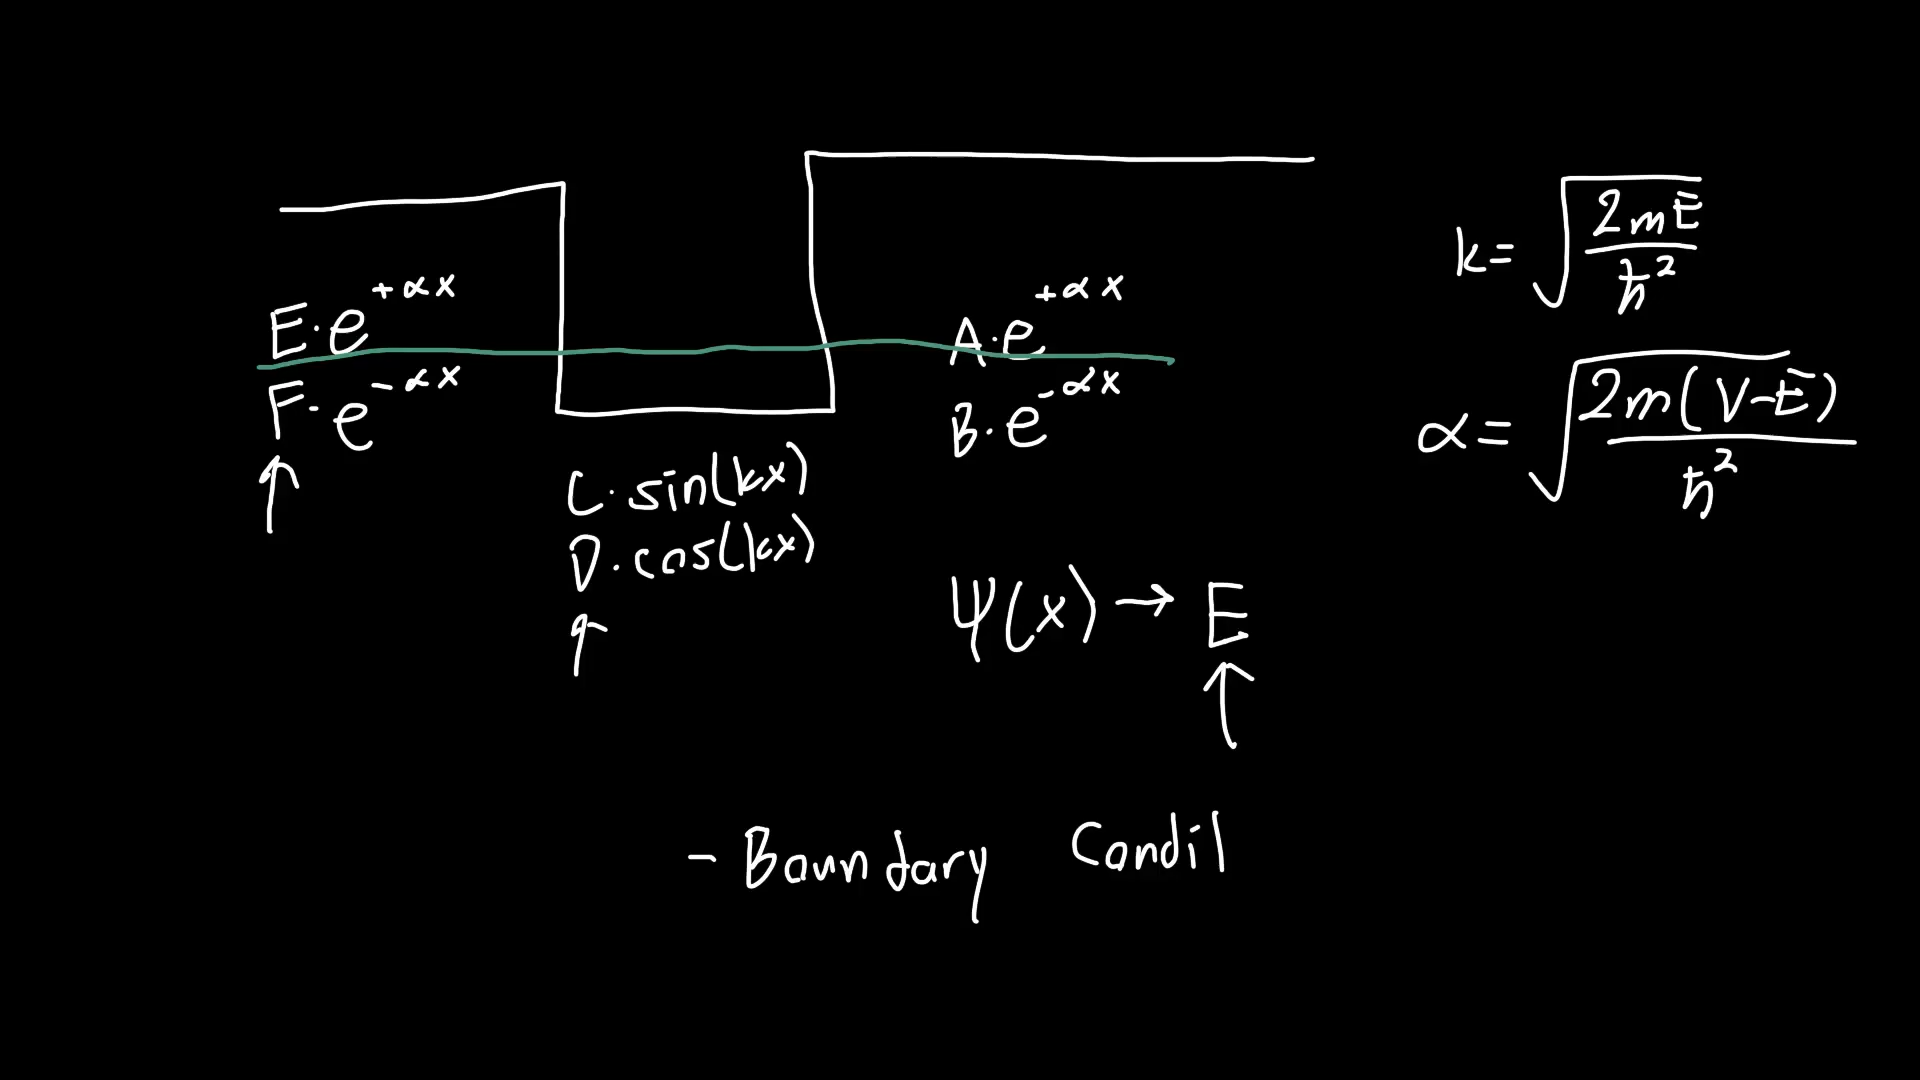 E·e^{+αx}
F·e^{-αx}
C·sin(kx)
D·cos(kx)
A·e^{+αx}
B·e^{-αx}
k=√(2mE/ħ²)
α=√(2m(V-E)/ħ²)
Ψ(x)→E
- Boundary Condil